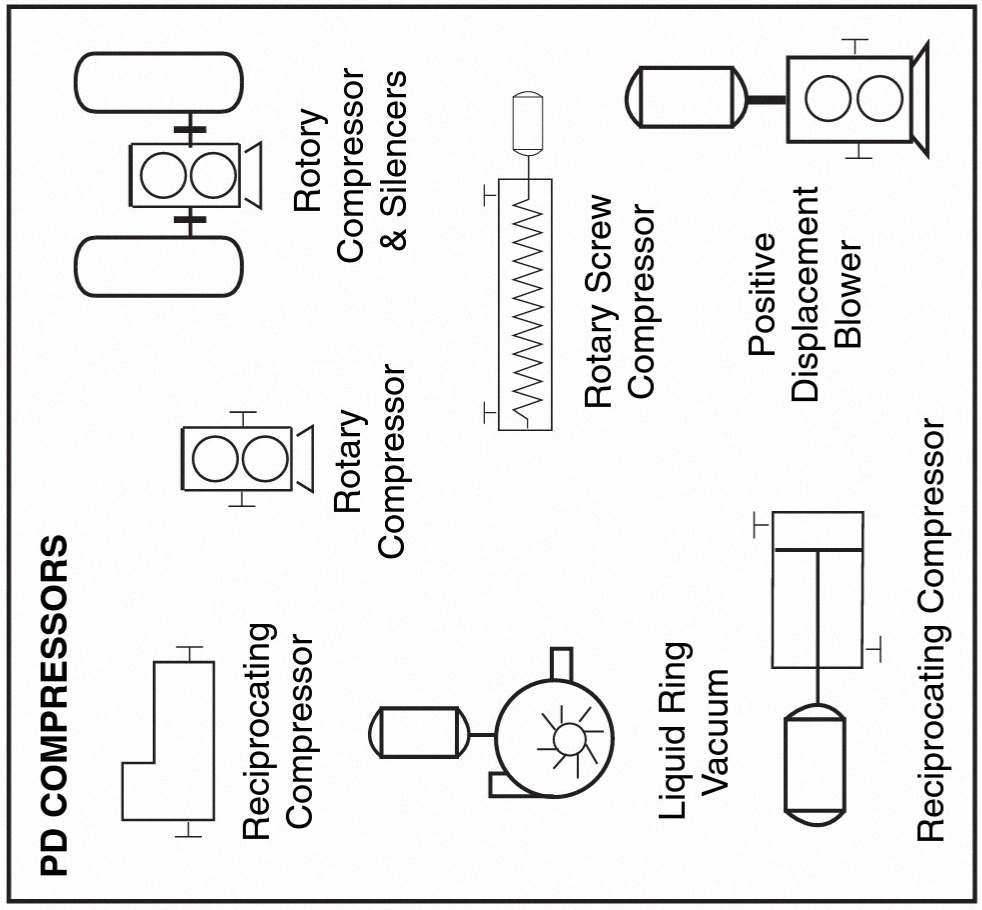 PD COMPRESSORS
Reciprocating
Compressor
Rotary
Compressor
Rotory
Compressor
& Silencers
Liquid Ring
Vacuum
Rotary Screw
Compressor
Reciprocating Compressor
Positive
Displacement
Blower